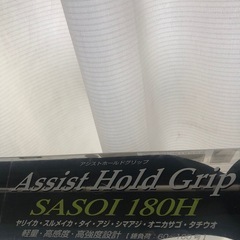 アシストホールドグリップ
Assist Hold Grip
SASOI 180H
ヤリイカ・スルメイカ・タイ・アジ・シマアジ・オニカサゴ・タチウオ
軽量・高感度・高強度設計